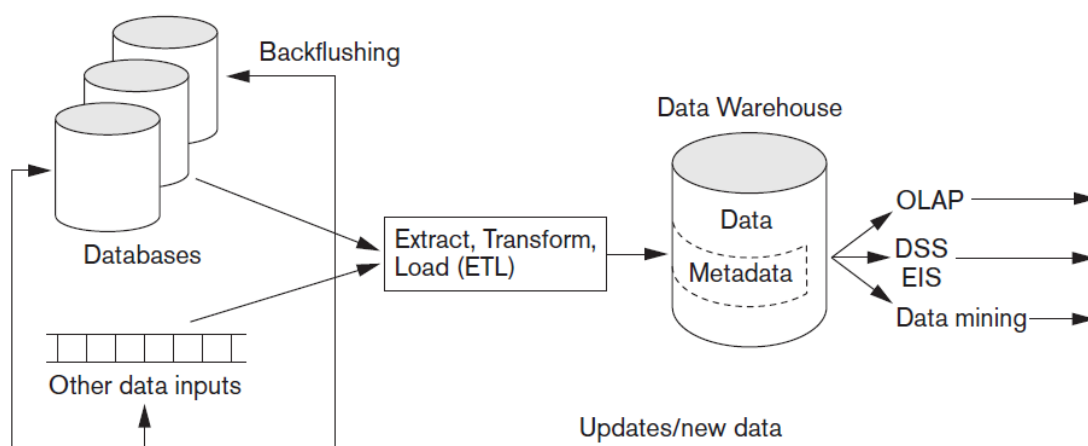 Backflushing
Data Warehouse
Databases
Extract, Transform,
Load (ETL)
Data
Metadata
OLAP
DSS
EIS
Data mining
Other data inputs
Updates/new data